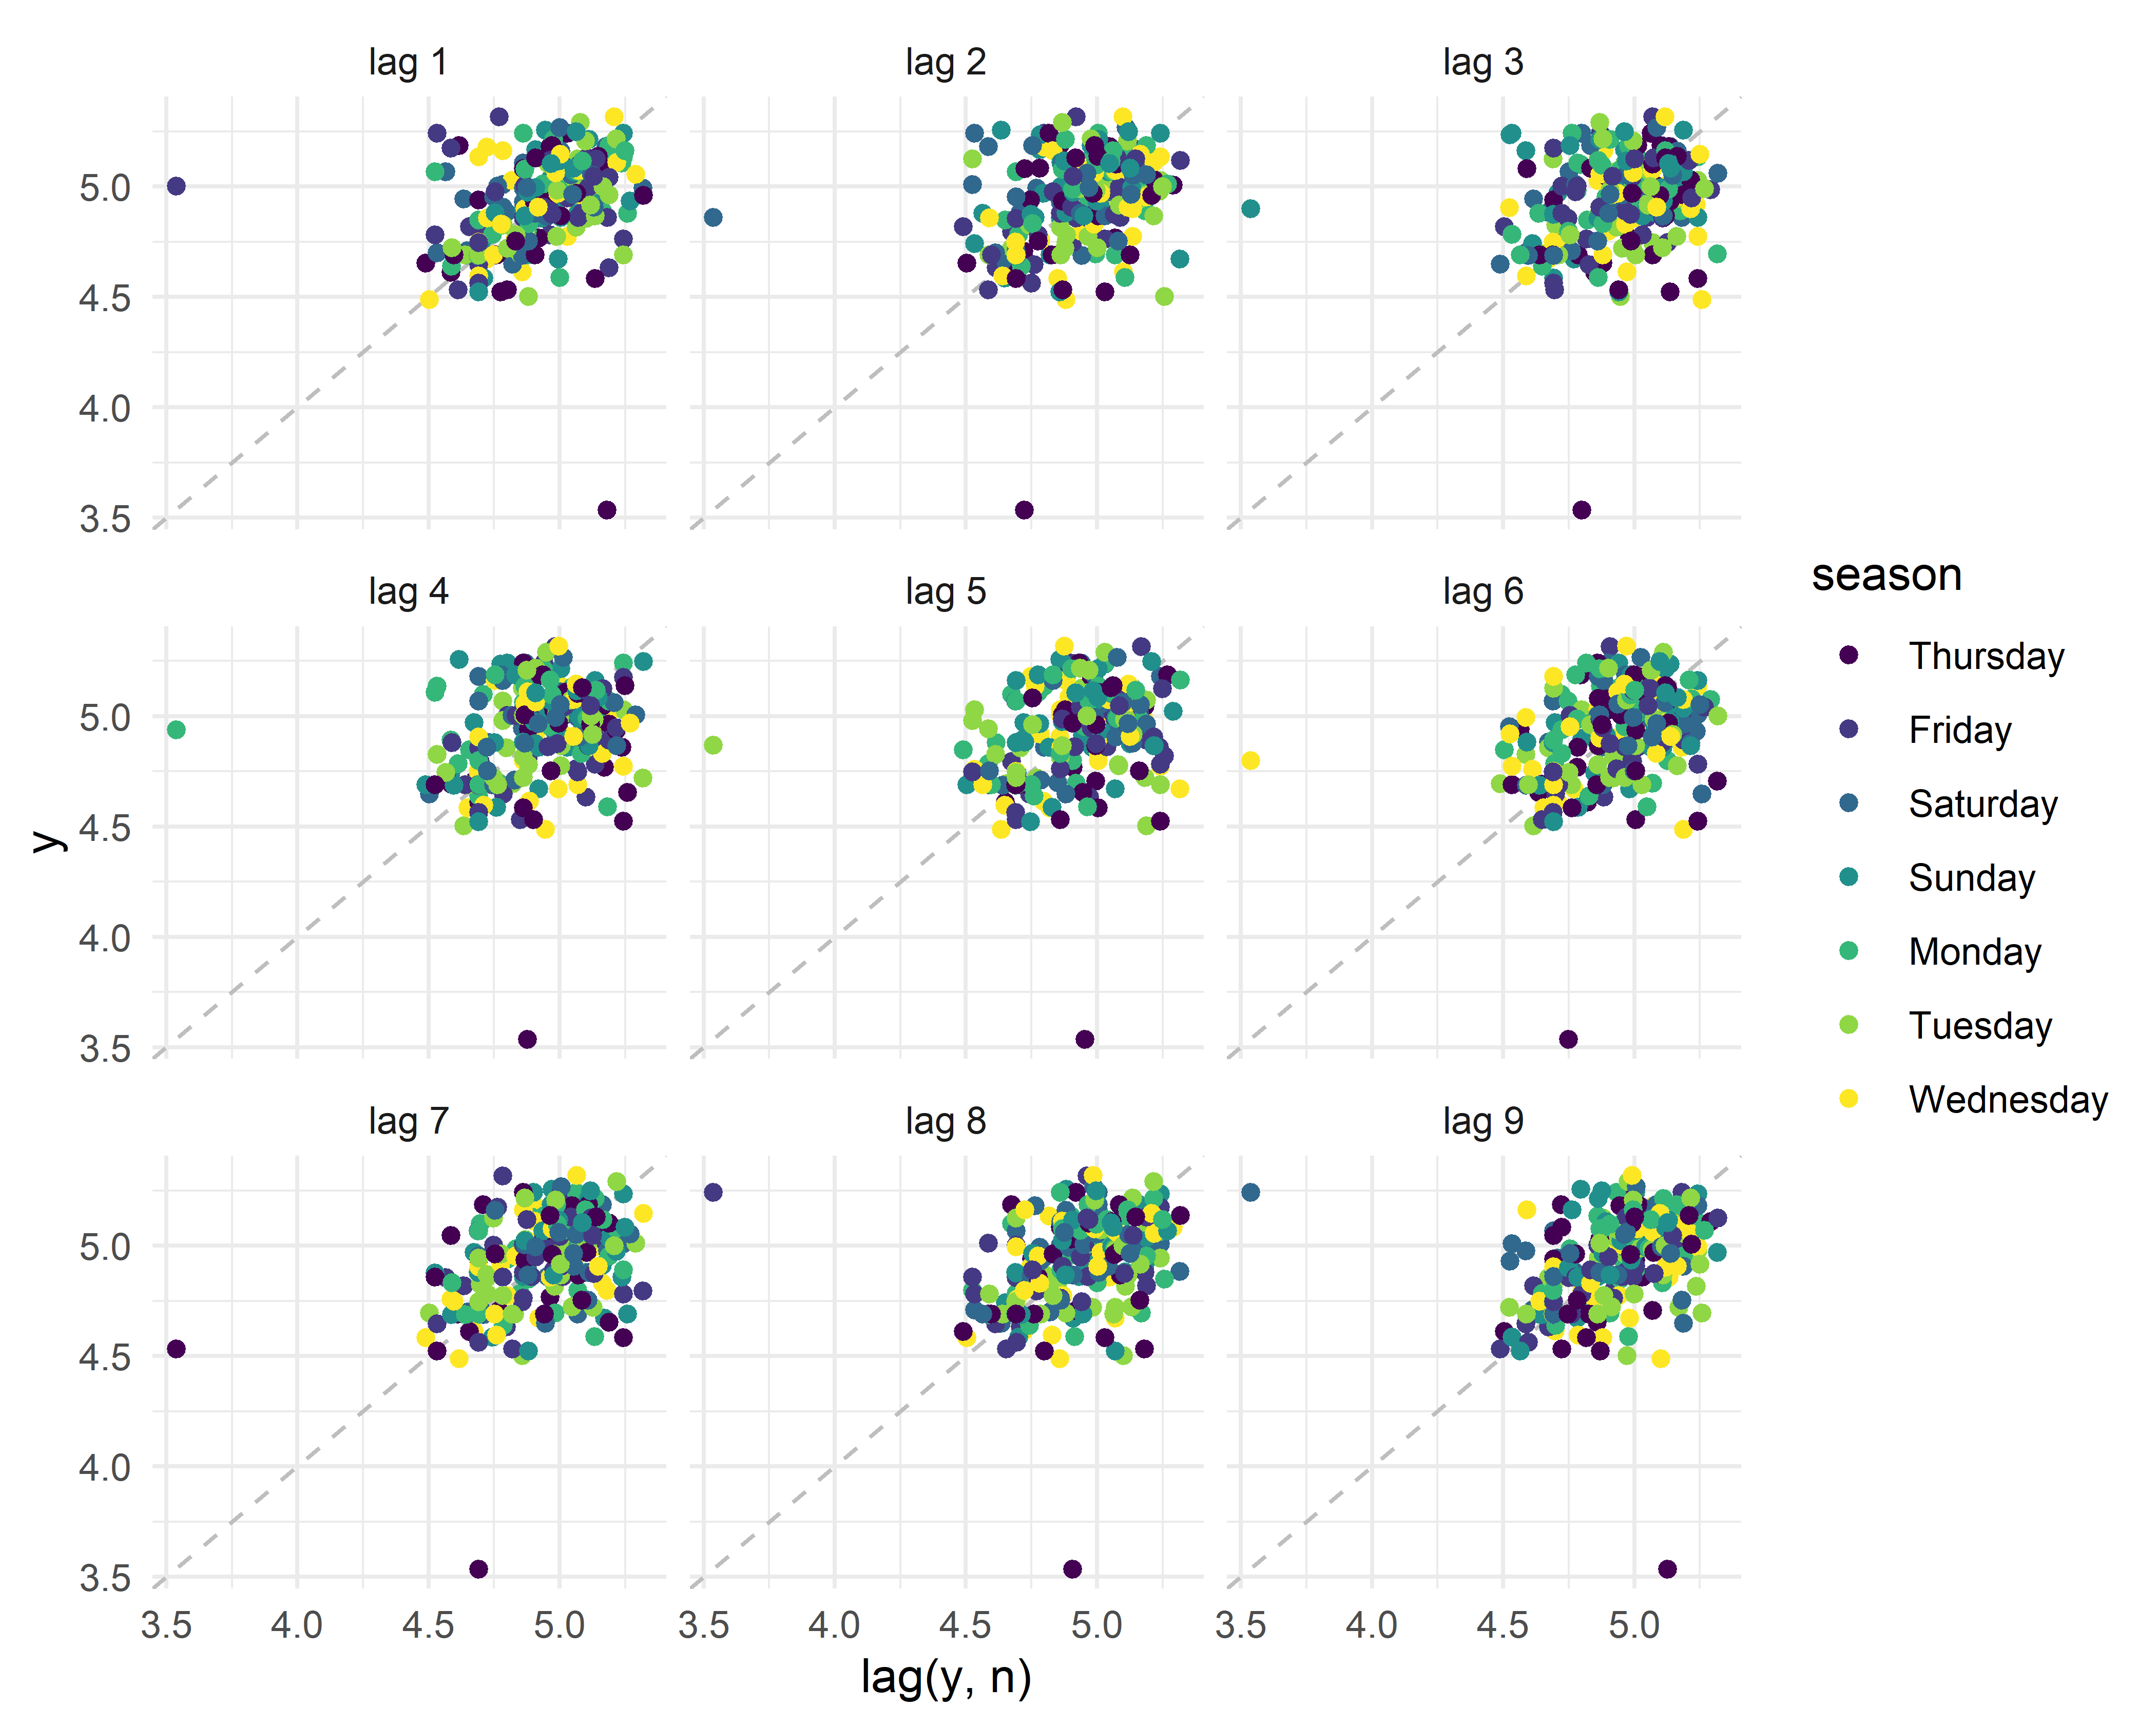 lag 1 lag 2 lag 3
5.0
4.5
4.0
3.5
lag 4 lag 5 lag 6
5.0
4.5
4.0
3.5
lag 7 lag 8 lag 9
5.0
4.5
4.0
3.5
3.5 4.0 4.5 5.0 3.5 4.0 4.5 5.0 3.5 4.0 4.5 5.0
lag(y, n)
y
season
Thursday
Friday
Saturday
Sunday
Monday
Tuesday
Wednesday